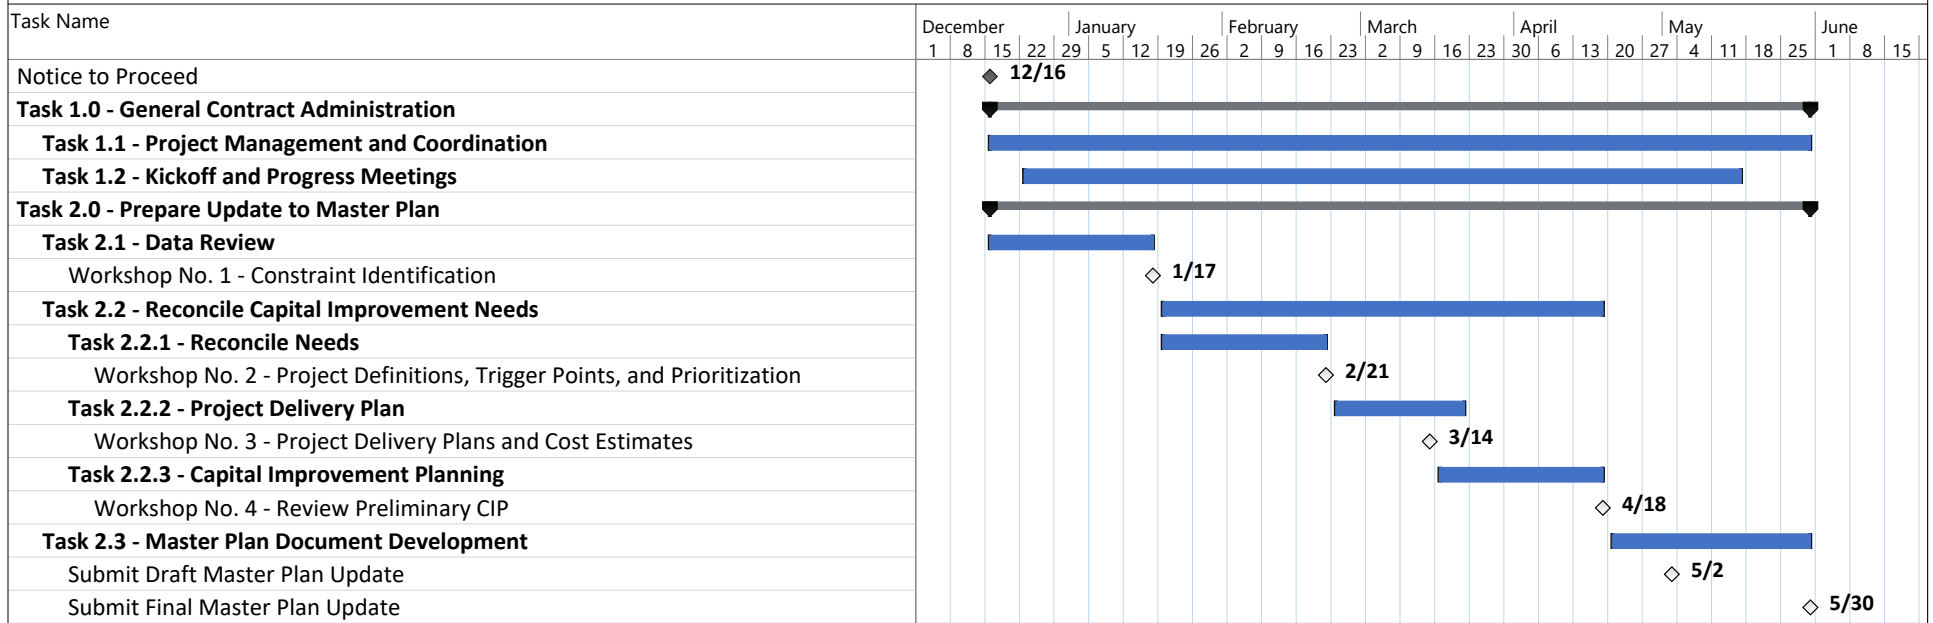 Task Name
December January February March April May June
1 8 15 22 29 5 12 19 26 2 9 16 23 2 9 16 23 30 6 13 20 27 4 11 18 25 1 8 15
Notice to Proceed 12/16
Task 1.0 - General Contract Administration
Task 1.1 - Project Management and Coordination
Task 1.2 - Kickoff and Progress Meetings
Task 2.0 - Prepare Update to Master Plan
Task 2.1 - Data Review
Workshop No. 1 - Constraint Identification 1/17
Task 2.2 - Reconcile Capital Improvement Needs
Task 2.2.1 - Reconcile Needs
Workshop No. 2 - Project Definitions, Trigger Points, and Prioritization 2/21
Task 2.2.2 - Project Delivery Plan
Workshop No. 3 - Project Delivery Plans and Cost Estimates 3/14
Task 2.2.3 - Capital Improvement Planning
Workshop No. 4 - Review Preliminary CIP 4/18
Task 2.3 - Master Plan Document Development
Submit Draft Master Plan Update 5/2
Submit Final Master Plan Update 5/30